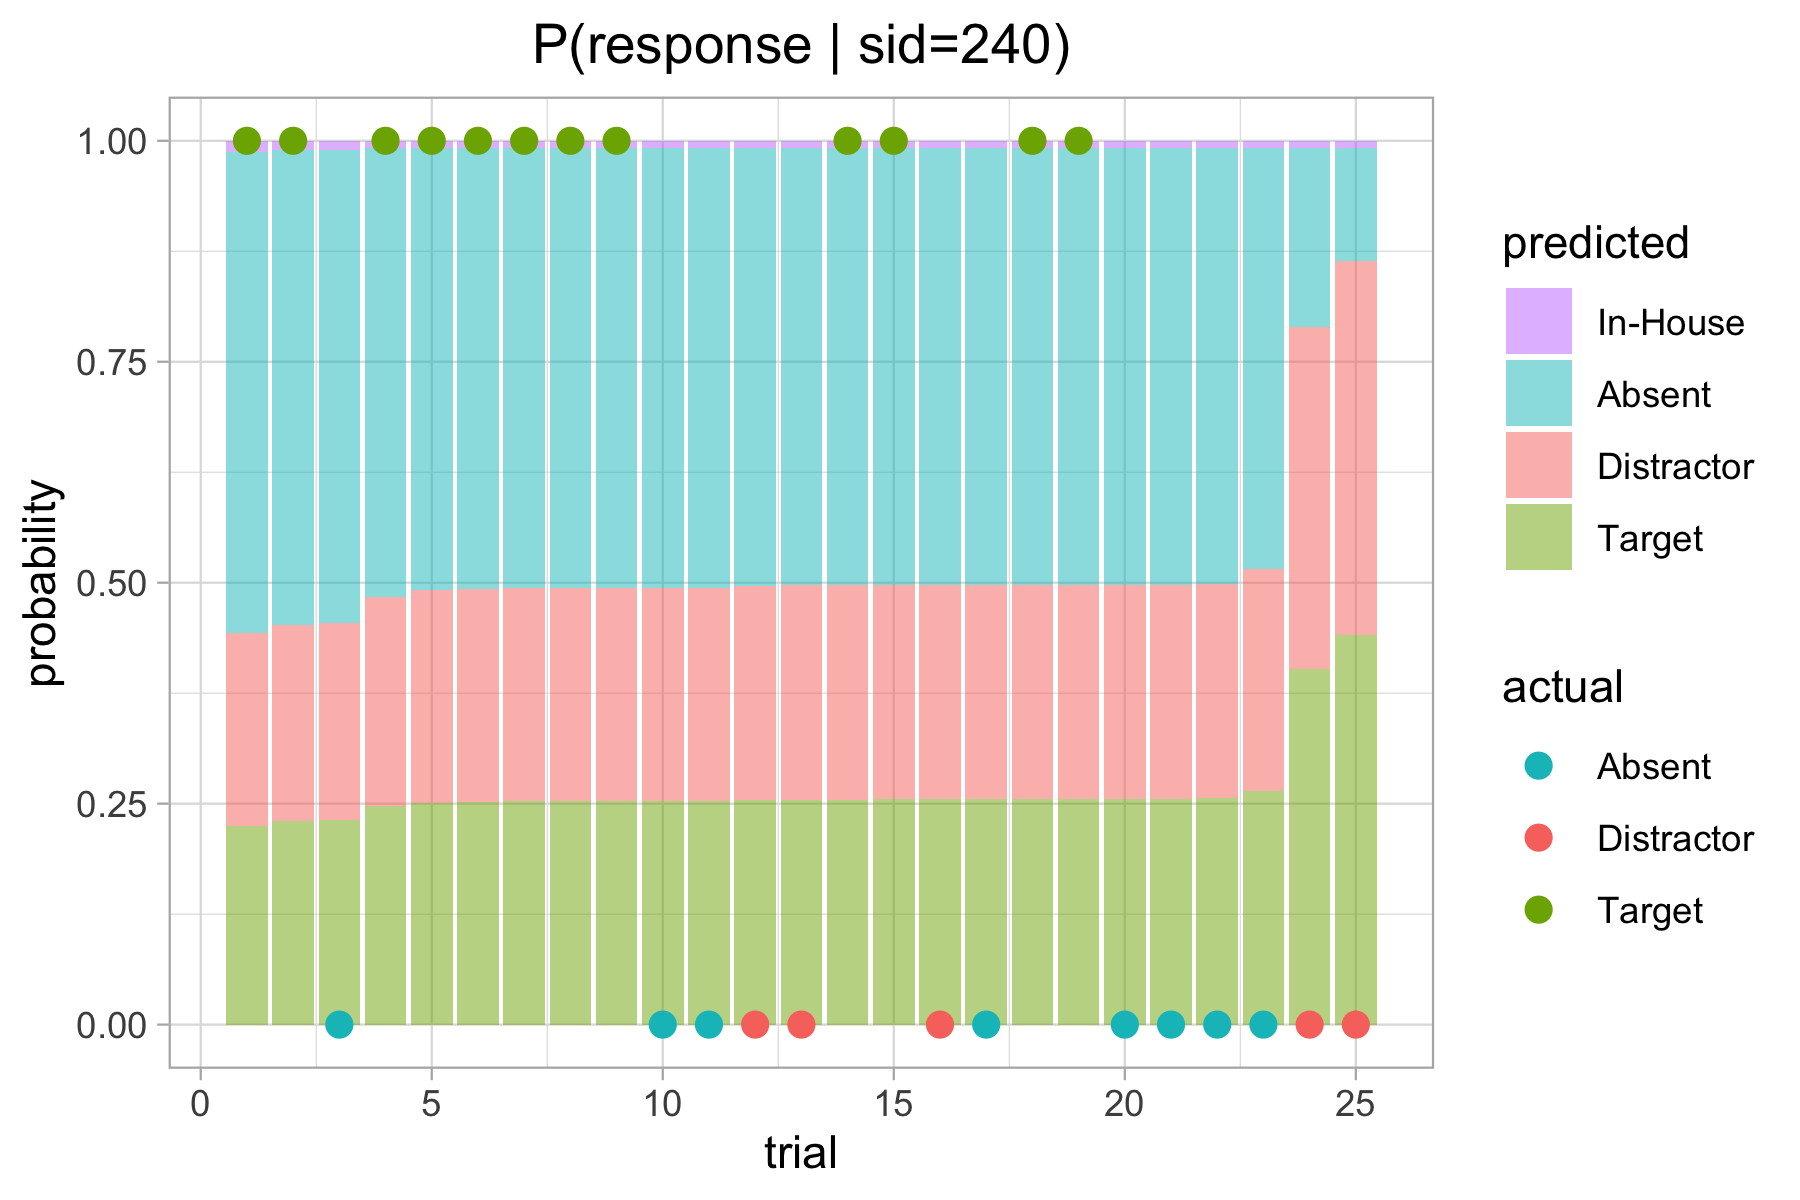 P(response | sid=240)
1.00
0.75
0.50
0.25
0.00
probability
0 5 10 15 20 25
trial
predicted
In-House
Absent
Distractor
Target
actual
Absent
Distractor
Target